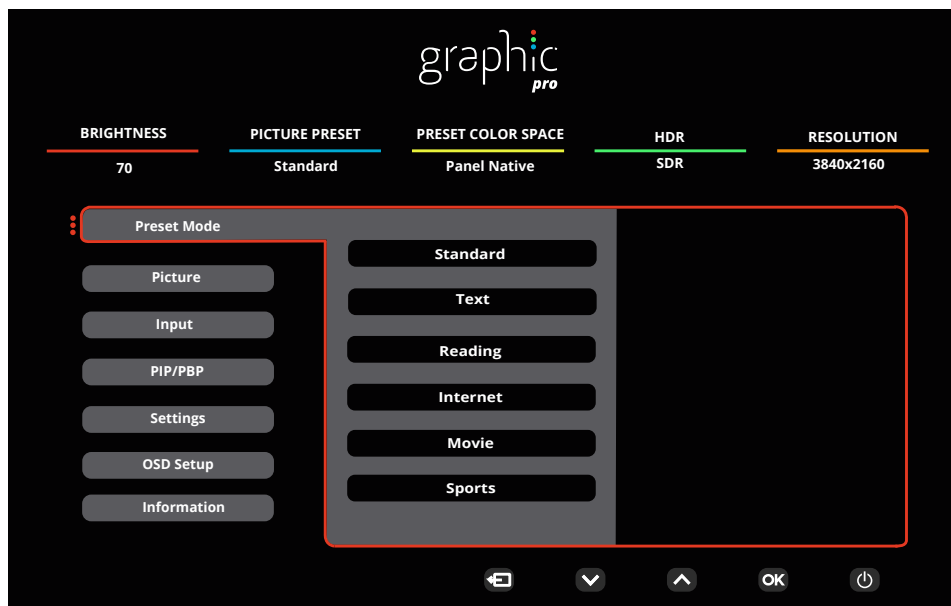 graphic
pro
BRIGHTNESS PICTURE PRESET PRESET COLOR SPACE HDR RESOLUTION
70 Standard Panel Native SDR 3840x2160
Preset Mode
Picture
Input
PIP/PBP
Settings
OSD Setup
Information
Standard
Text
Reading
Internet
Movie
Sports
OK